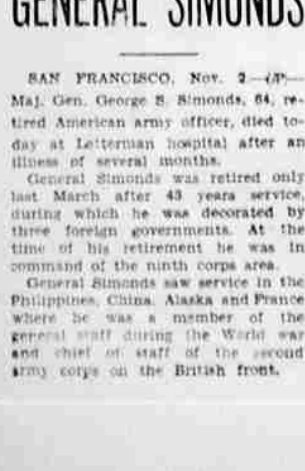 GENERAL SIMONDS
SAN FRANCISCO, Nov. 2—(AP)—
Maj. Gen. George S. Simonds, 64, re-
tired American army officer, died to-
day at Letterman hospital after an
illness of several months.
General Simonds was retired only
last March after 43 years service,
during which he was decorated by
three foreign governments. At the
time of his retirement he was in
command of the ninth corps area.
General Simonds saw service in the
Philippines, China, Alaska and France
where he was a member of the
general staff during the World war
and chief of staff of the second
army corps on the British front.